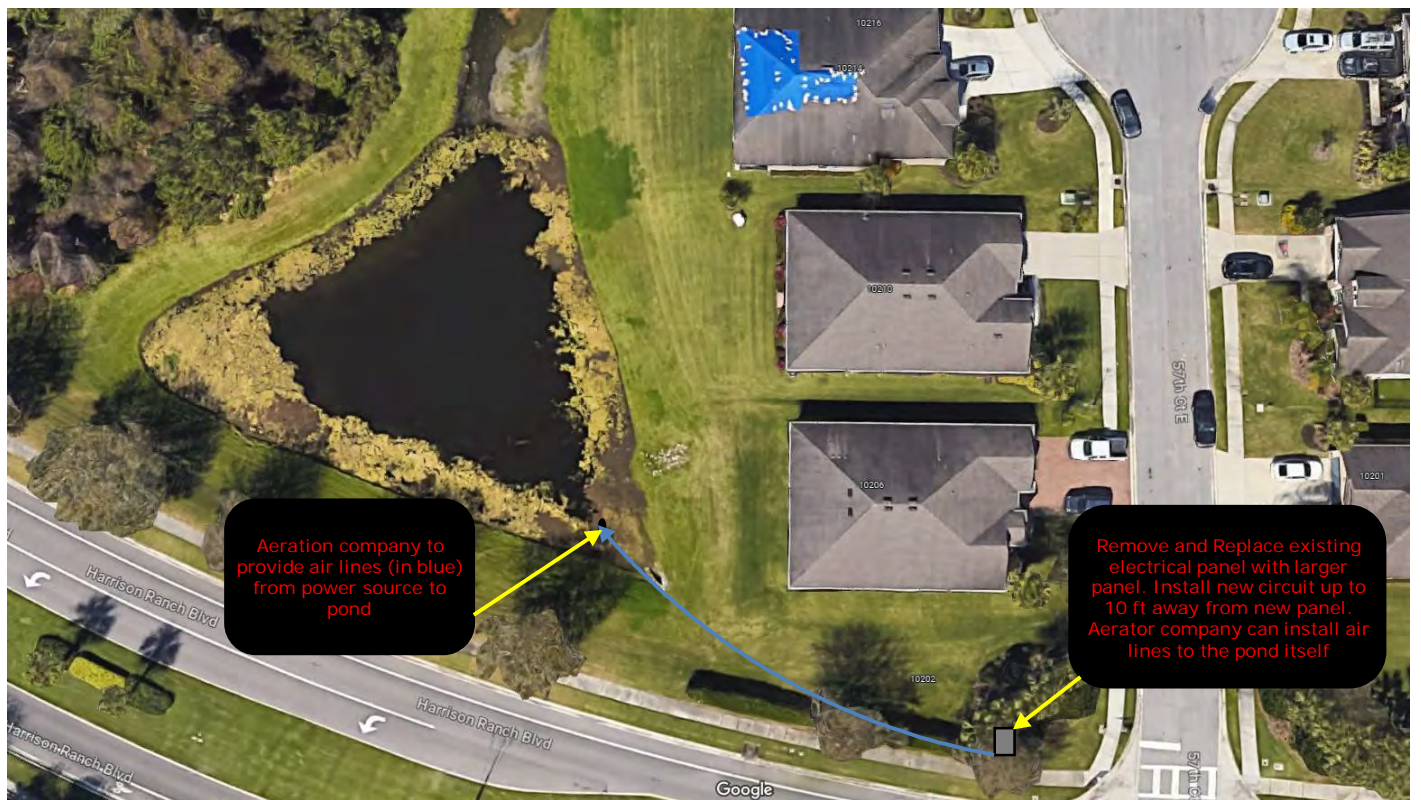 10216
10214
10210
57th Ct E
10206
10201
Aeration company to
provide air lines (in blue)
from power source to
pond
Remove and Replace existing
electrical panel with larger
panel. Install new circuit up to
10 ft away from new panel.
Aerator company can install air
lines to the pond itself
Harrison Ranch Blvd
10202
Harrison Ranch Blvd
Harrison Ranch Blvd
57th Ct
Google